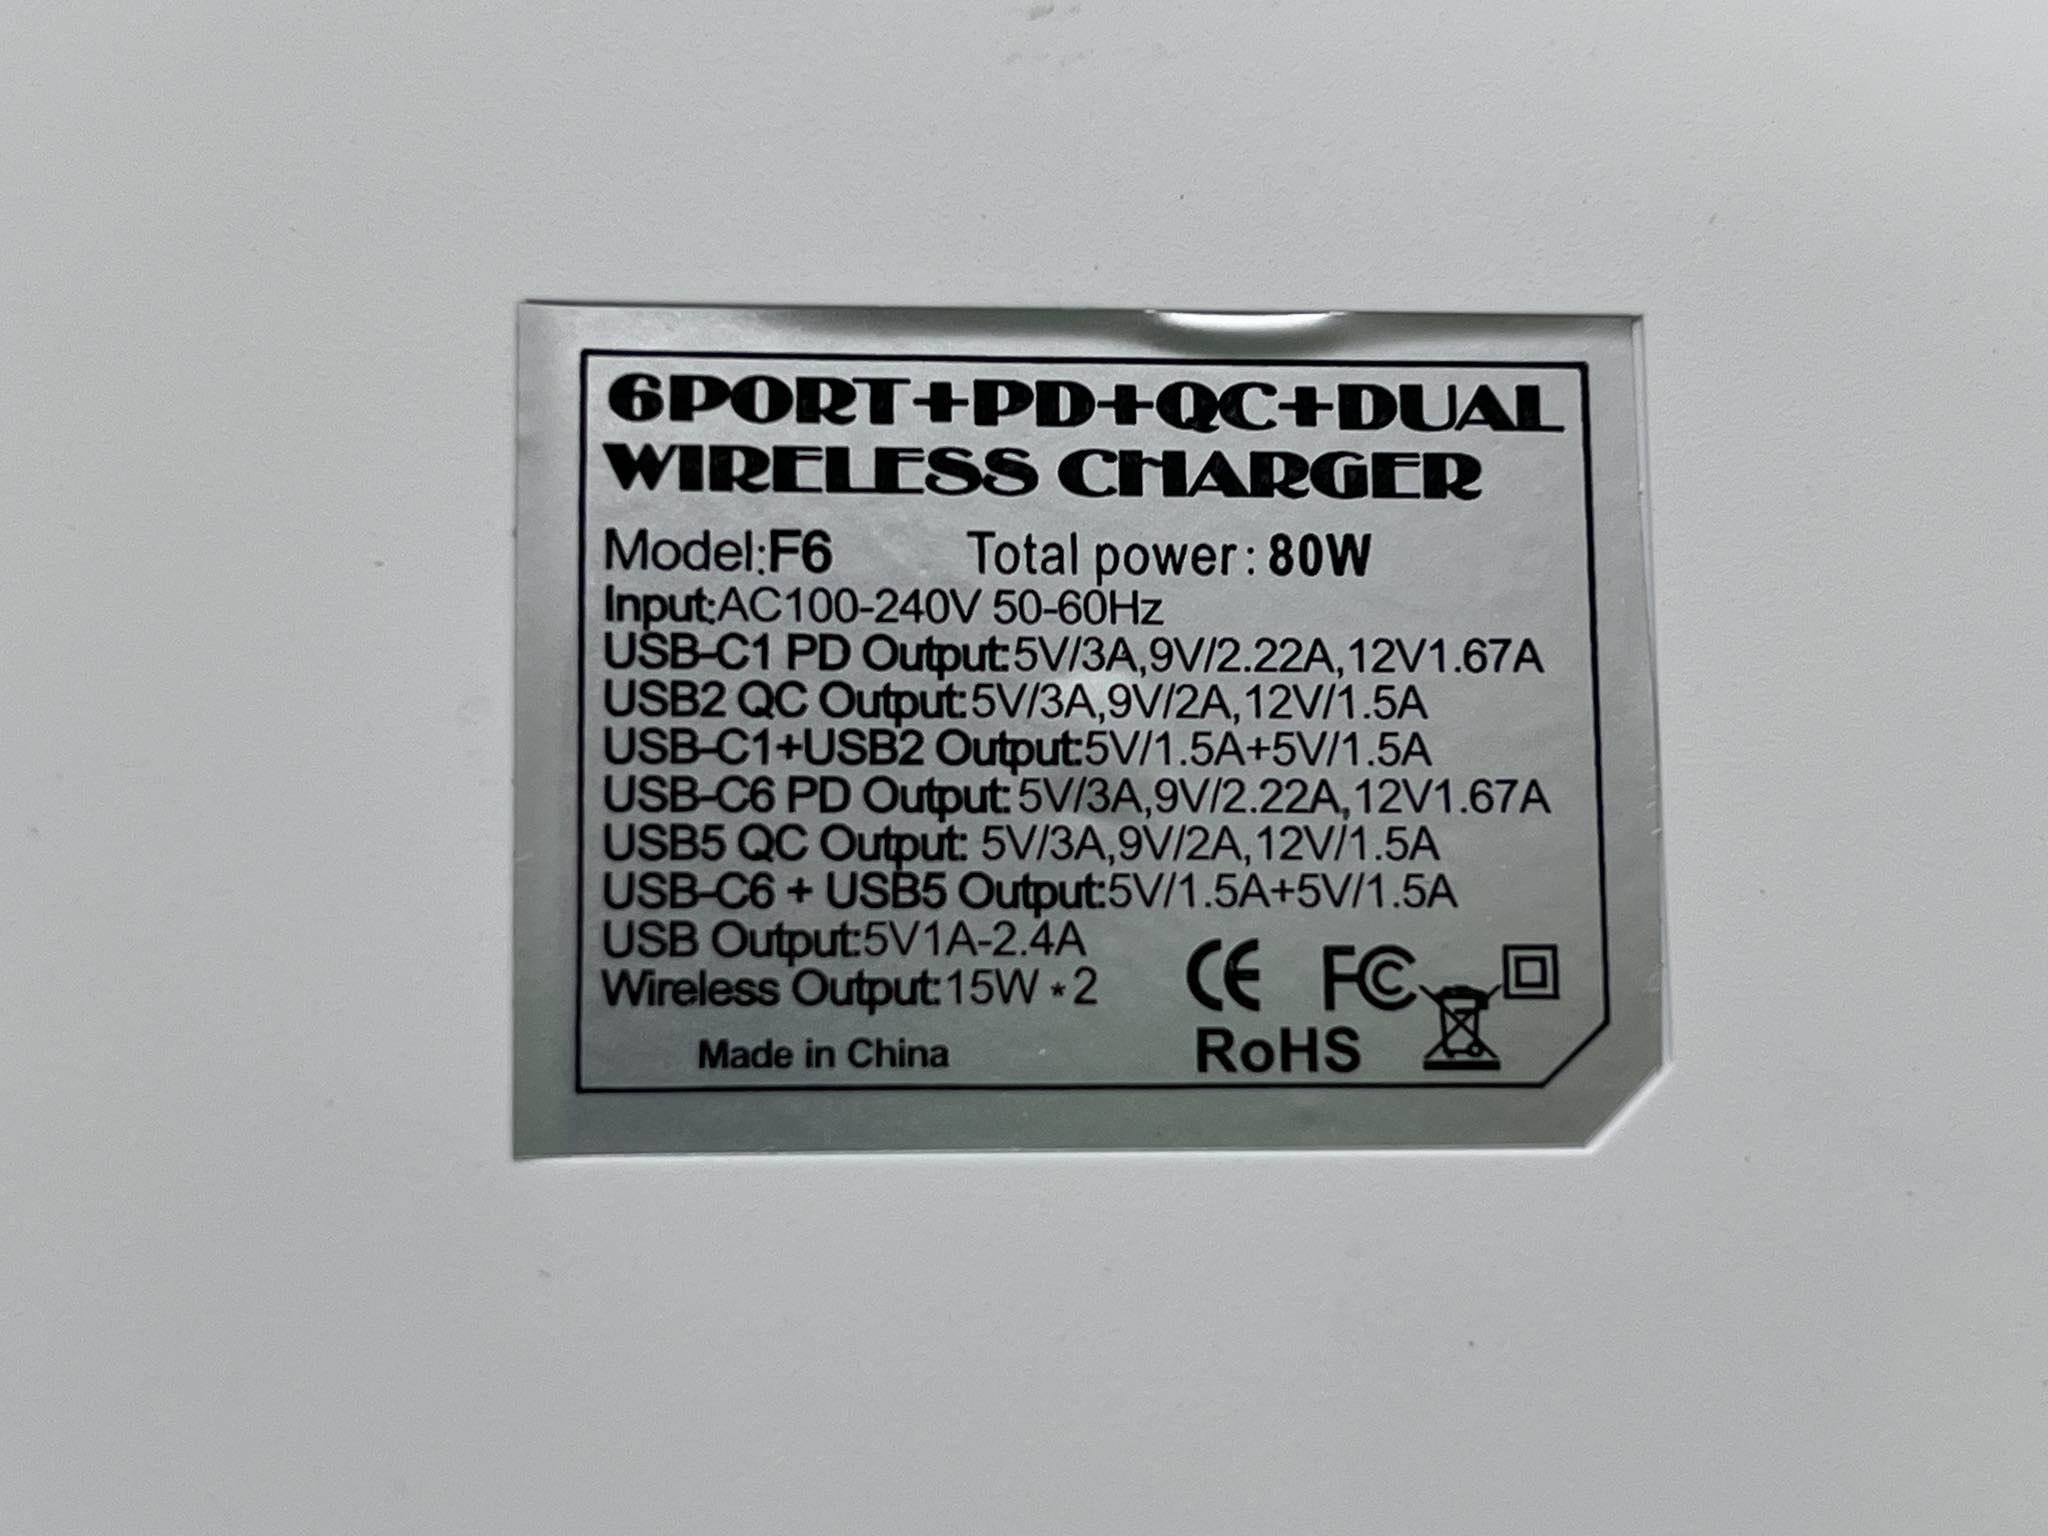 6PORT+PD+QC+DUAL
WIRELESS CHARGER
Model:F6 Total power: 80W
Input:AC100-240V 50-60Hz
USB-C1 PD Output:5V/3A,9V/2.22A,12V1.67A
USB2 QC Output:5V/3A,9V/2A,12V/1.5A
USB-C1+USB2 Output:5V/1.5A+5V/1.5A
USB-C6 PD Output:5V/3A,9V/2.22A,12V1.67A
USB5 QC Output: 5V/3A,9V/2A,12V/1.5A
USB-C6 + USB5 Output:5V/1.5A+5V/1.5A
USB Output:5V1A-2.4A
Wireless Output:15W * 2
CE FC
Made in China
RoHS